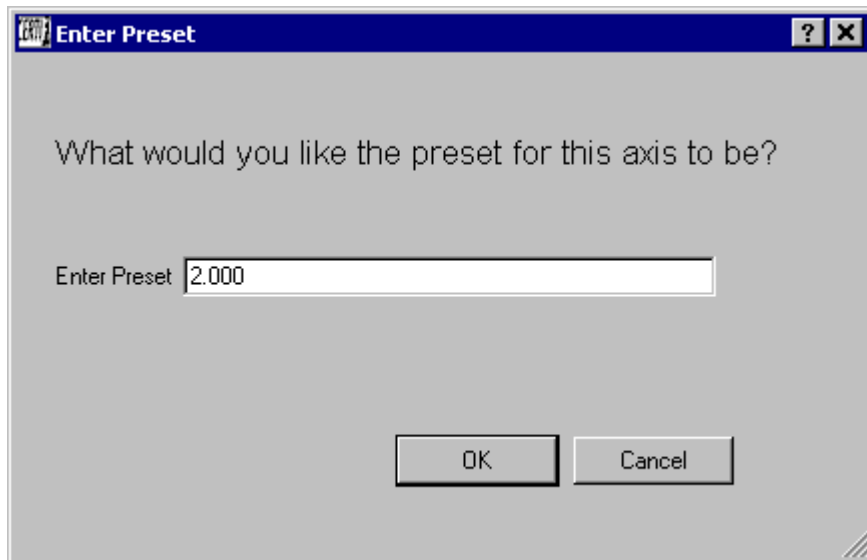 Enter Preset
What would you like the preset for this axis to be?
Enter Preset 2.000
OK Cancel